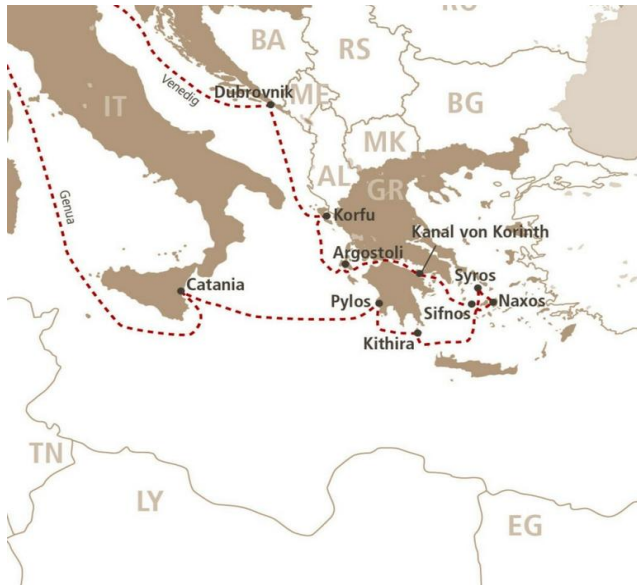 RO
BA
RS
Venedig
Dubrovnik
ME
BG
IT
MK
AL
GR
Genua
Korfu
Kanal von Korinth
Argostoli
Syros
Catania
Pylos
Sifnos
Naxos
Kithira
TN
LY
EG